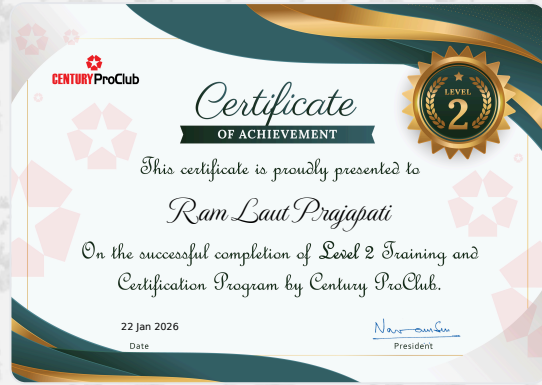 CENTURY ProClub
LEVEL
2
Certificate
OF ACHIEVEMENT
This certificate is proudly presented to
Ram Laut Prajapati
On the successful completion of Level 2 Training and
Certification Program by Century ProClub.
22 Jan 2026
Date
President